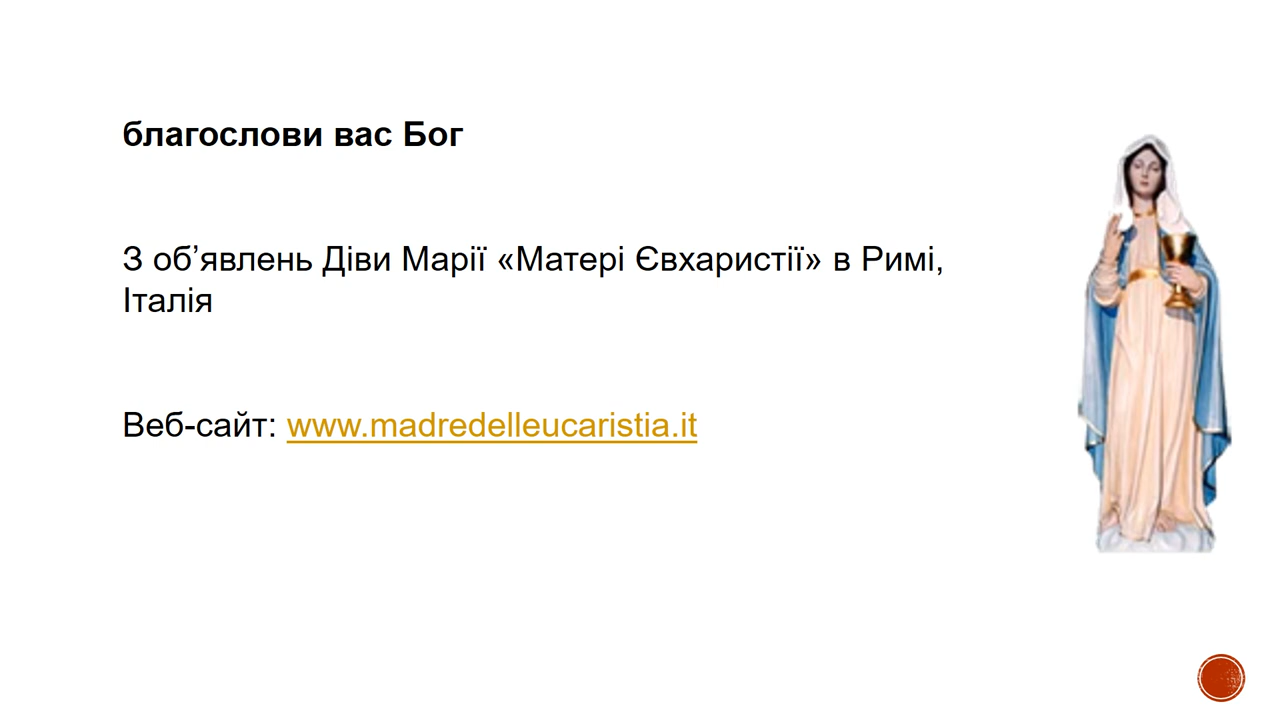 благослови вас Бог
З об’явлень Діви Марії «Матері Євхаристії» в Римі,
Італія
Веб-сайт: www.madredelleucaristia.it